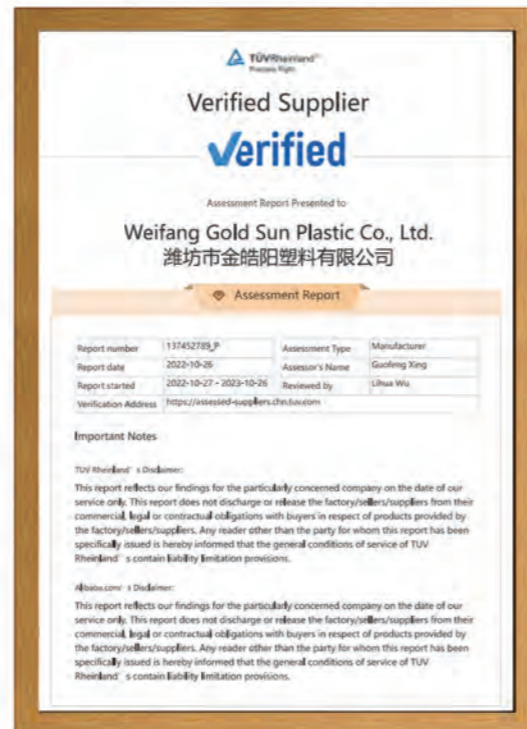 TÜVRheinland®
Precisely Right.
Verified Supplier
Verified
Assessment Report Presented to
Weifang Gold Sun Plastic Co., Ltd.
潍坊市金皓阳塑料有限公司
Assessment Report
Report number 137452789_P Assessment Type Manufacturer
Report date 2022-10-26 Assessor's Name Guofeng Xing
Report started 2022-10-27 - 2023-10-26 Reviewed by Lihua Wu
Verification Address https://assessed-suppliers.chn.tuv.com
Important Notes
TUV Rheinland' s Disclaimer:
This report reflects our findings for the particularly concerned company on the date of our
service only. This report does not discharge or release the factory/sellers/suppliers from their
commercial, legal or contractual obligations with buyers in respect of products provided by
the factory/sellers/suppliers. Any reader other than the party for whom this report has been
specifically issued is hereby informed that the general conditions of service of TUV
Rheinland' s contain liability limitation provisions.
Alibaba.com' s Disclaimer:
This report reflects our findings for the particularly concerned company on the date of our
service only. This report does not discharge or release the factory/sellers/suppliers from their
commercial, legal or contractual obligations with buyers in respect of products provided by
the factory/sellers/suppliers. Any reader other than the party for whom this report has been
specifically issued is hereby informed that the general conditions of service of TUV
Rheinland' s contain liability limitation provisions.